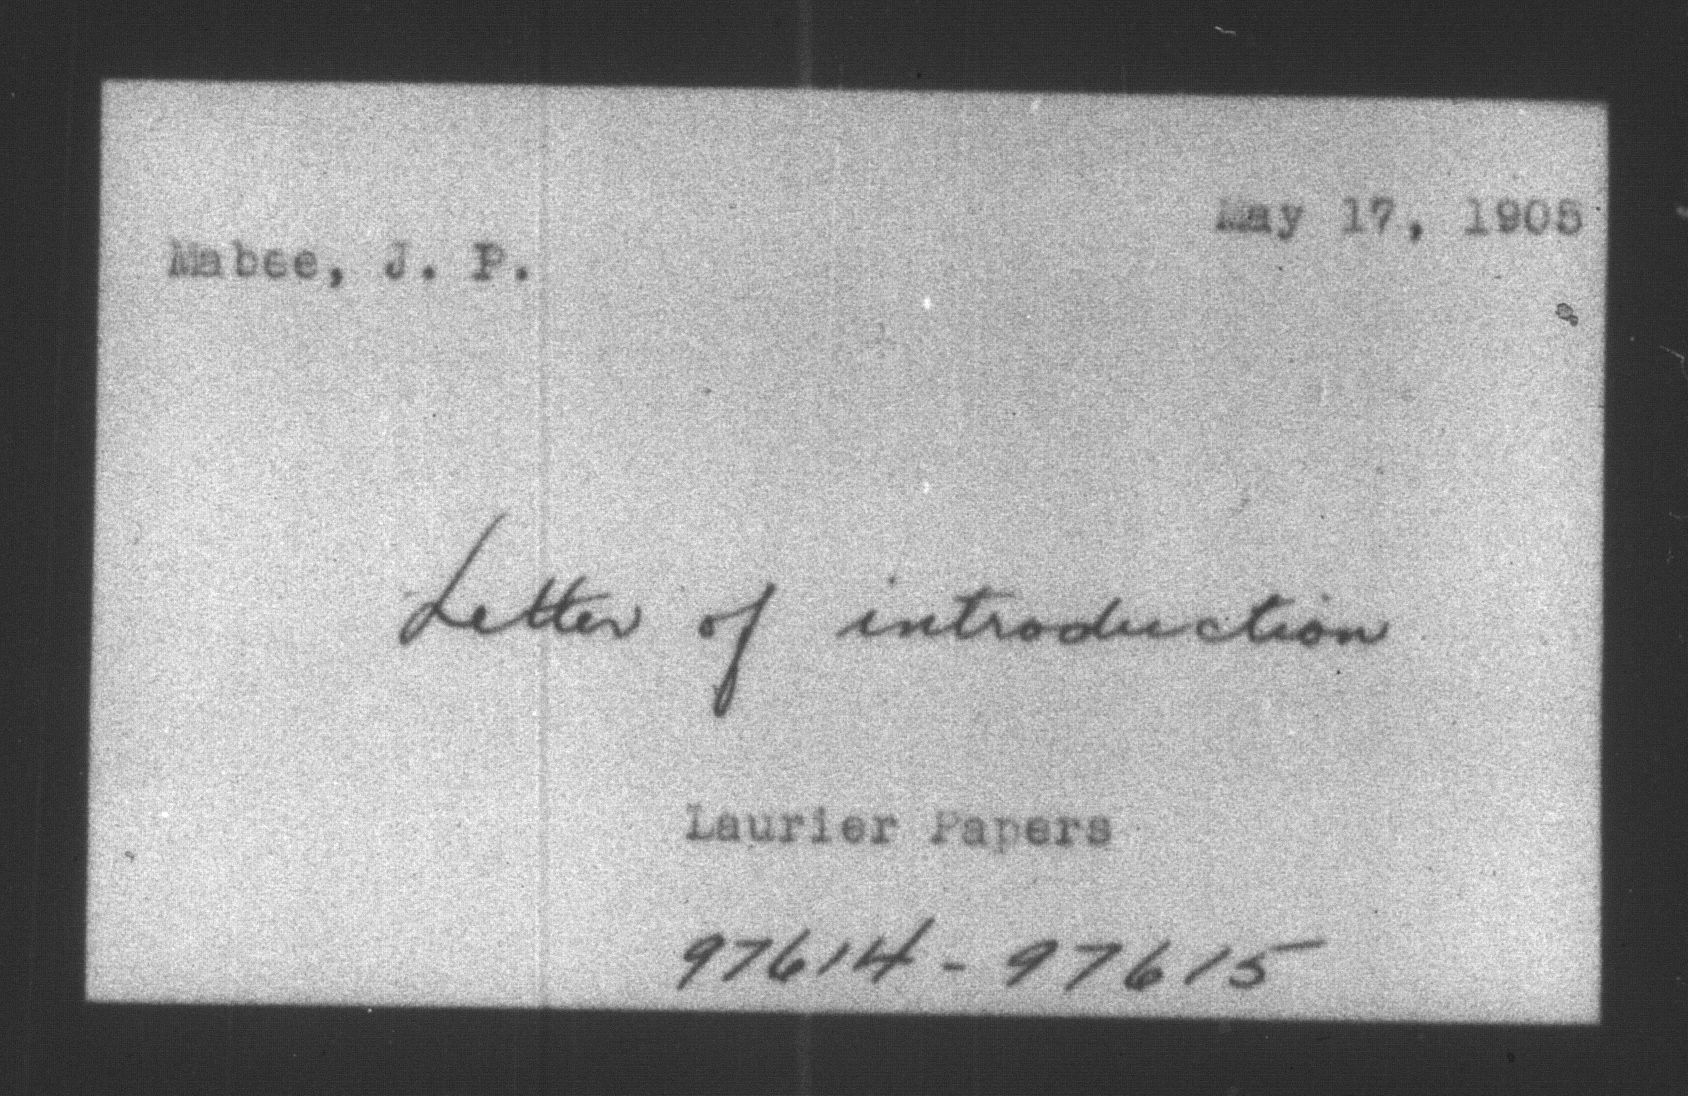 May 17, 1905
Mabee, J. P.
Letter of introduction
Laurier Papers
97614 - 97615